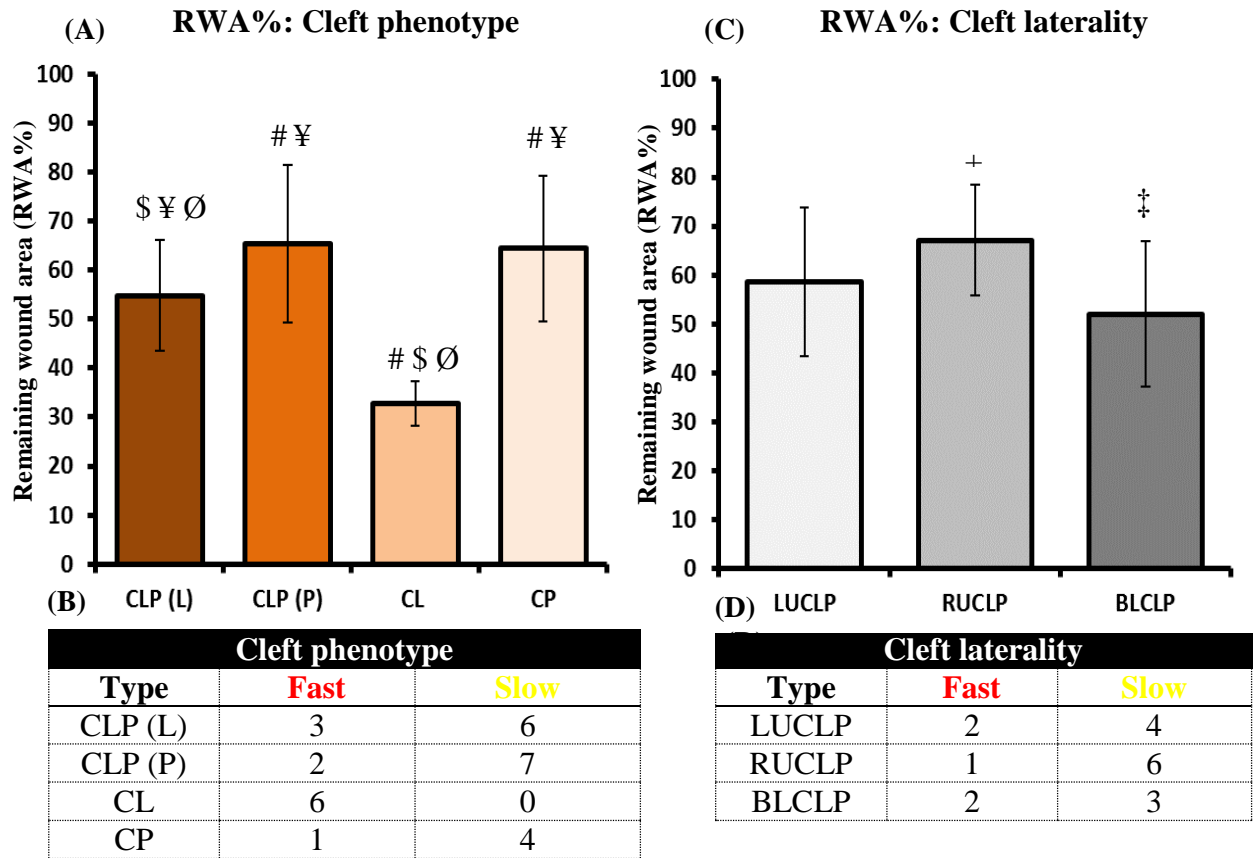 (A) RWA%: Cleft phenotype
Remaining wound area (RWA%)
100
90
80
70
60
50
40
30
20
10
0
$ ¥ Ø
# ¥
# $ Ø
# ¥
CLP (L) CLP (P) CL CP
(B)
Cleft phenotype
Type Fast Slow
CLP (L) 3 6
CLP (P) 2 7
CL 6 0
CP 1 4
(C) RWA%: Cleft laterality
Remaining wound area (RWA%)
100
90
80
70
60
50
40
30
20
10
0
+
‡
LUCLP RUCLP BLCLP
(D)
Cleft laterality
Type Fast Slow
LUCLP 2 4
RUCLP 1 6
BLCLP 2 3